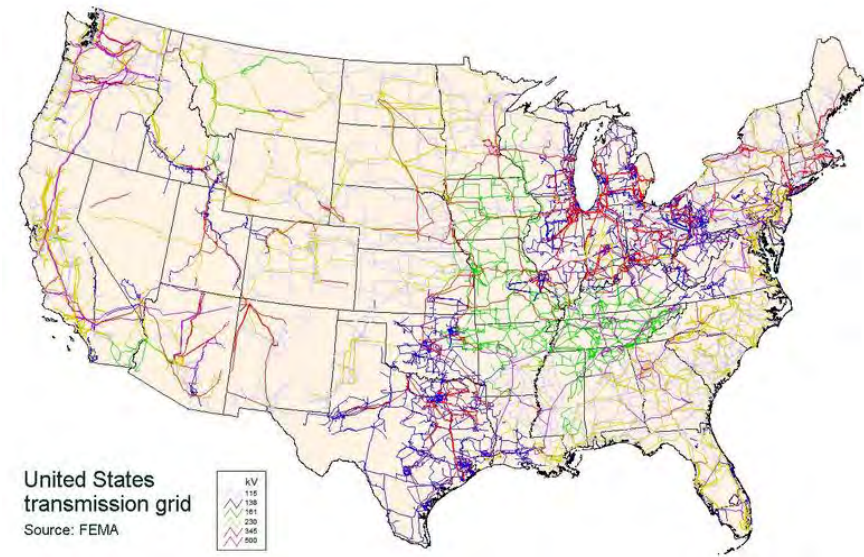 United States
transmission grid
Source: FEMA
kV
115
138
161
230
345
500